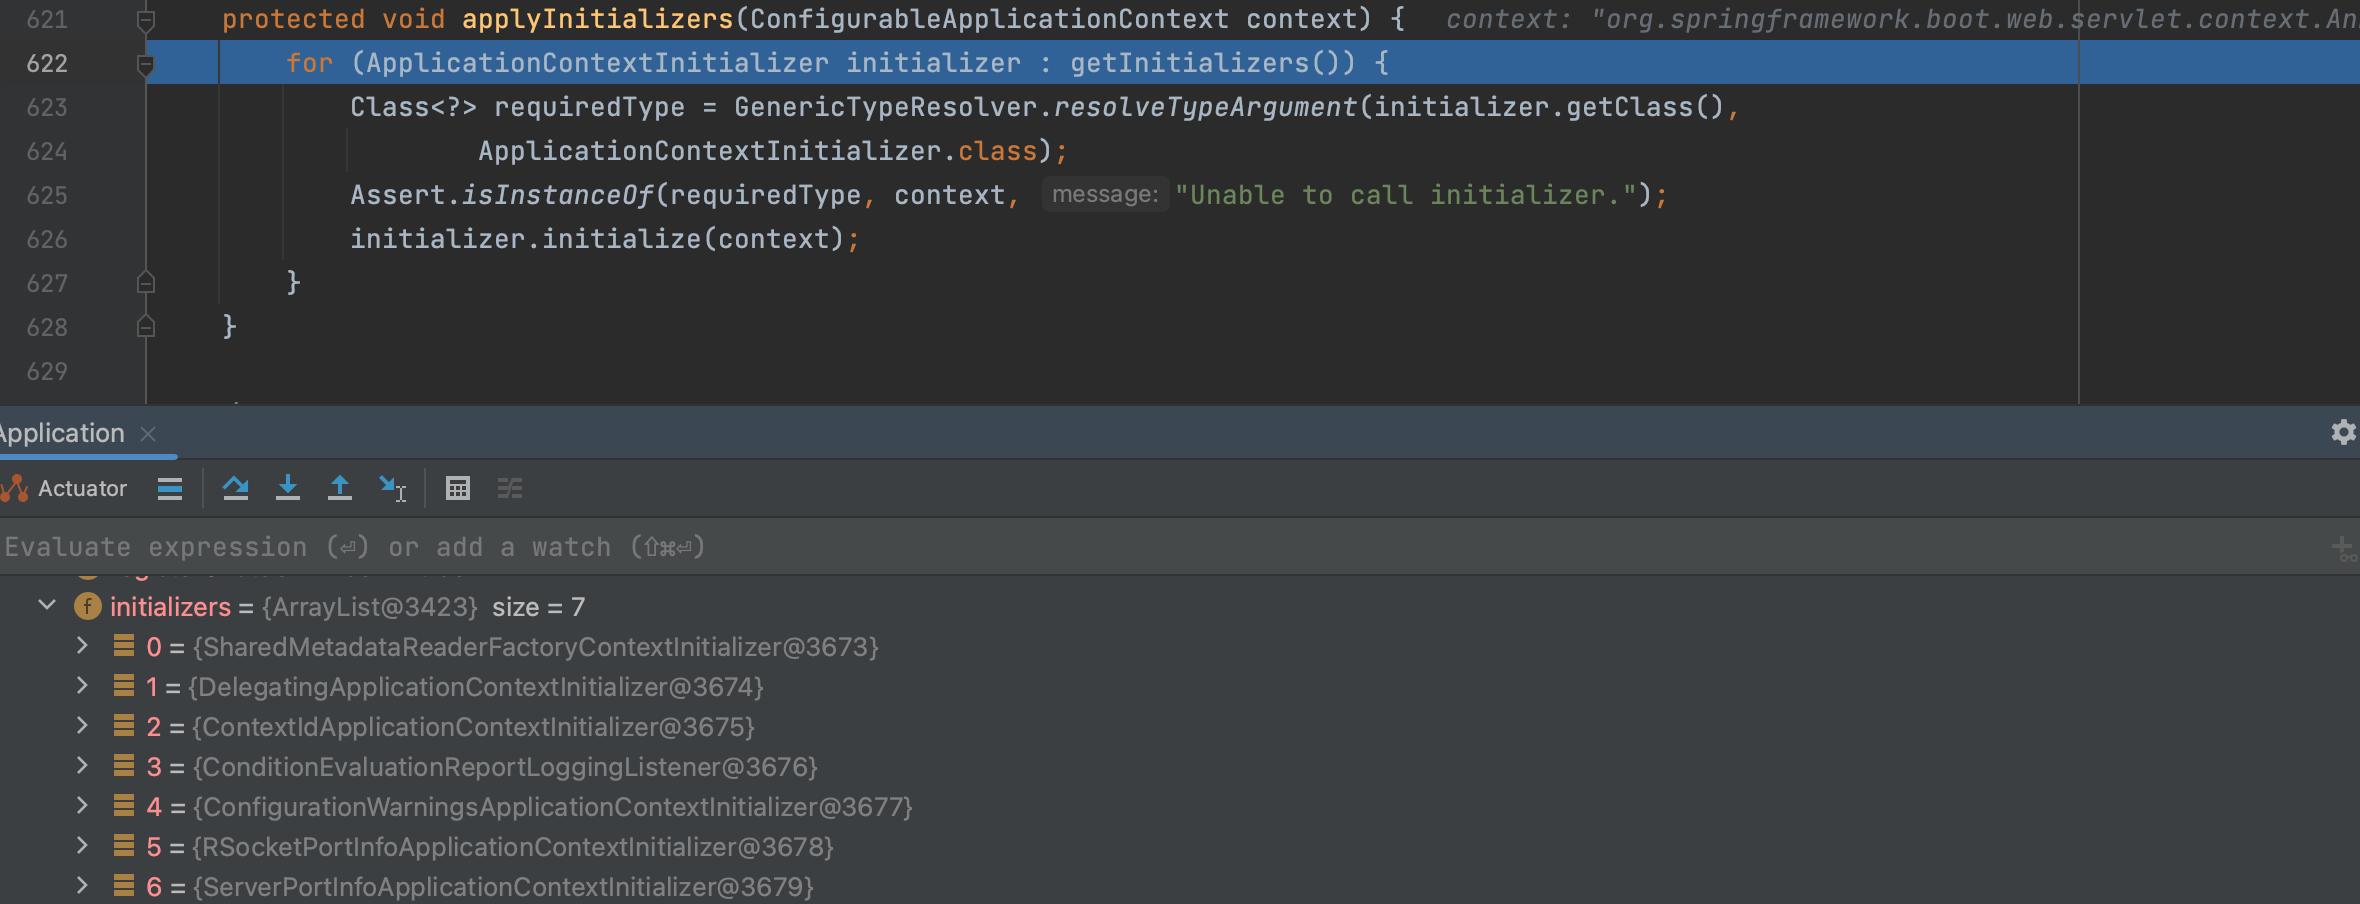 621 protected void applyInitializers(ConfigurableApplicationContext context) { context: "org.springframework.boot.web.servlet.context.An
622 for (ApplicationContextInitializer initializer : getInitializers()) {
623 Class<?> requiredType = GenericTypeResolver.resolveTypeArgument(initializer.getClass(),
624 ApplicationContextInitializer.class);
625 Assert.isInstanceOf(requiredType, context, message: "Unable to call initializer.");
626 initializer.initialize(context);
627 }
628 }
629
Application ×
Actuator
Evaluate expression (⏎) or add a watch (⇧⌘⏎)
f initializers = {ArrayList@3423} size = 7
0 = {SharedMetadataReaderFactoryContextInitializer@3673}
1 = {DelegatingApplicationContextInitializer@3674}
2 = {ContextIdApplicationContextInitializer@3675}
3 = {ConditionEvaluationReportLoggingListener@3676}
4 = {ConfigurationWarningsApplicationContextInitializer@3677}
5 = {RSocketPortInfoApplicationContextInitializer@3678}
6 = {ServerPortInfoApplicationContextInitializer@3679}